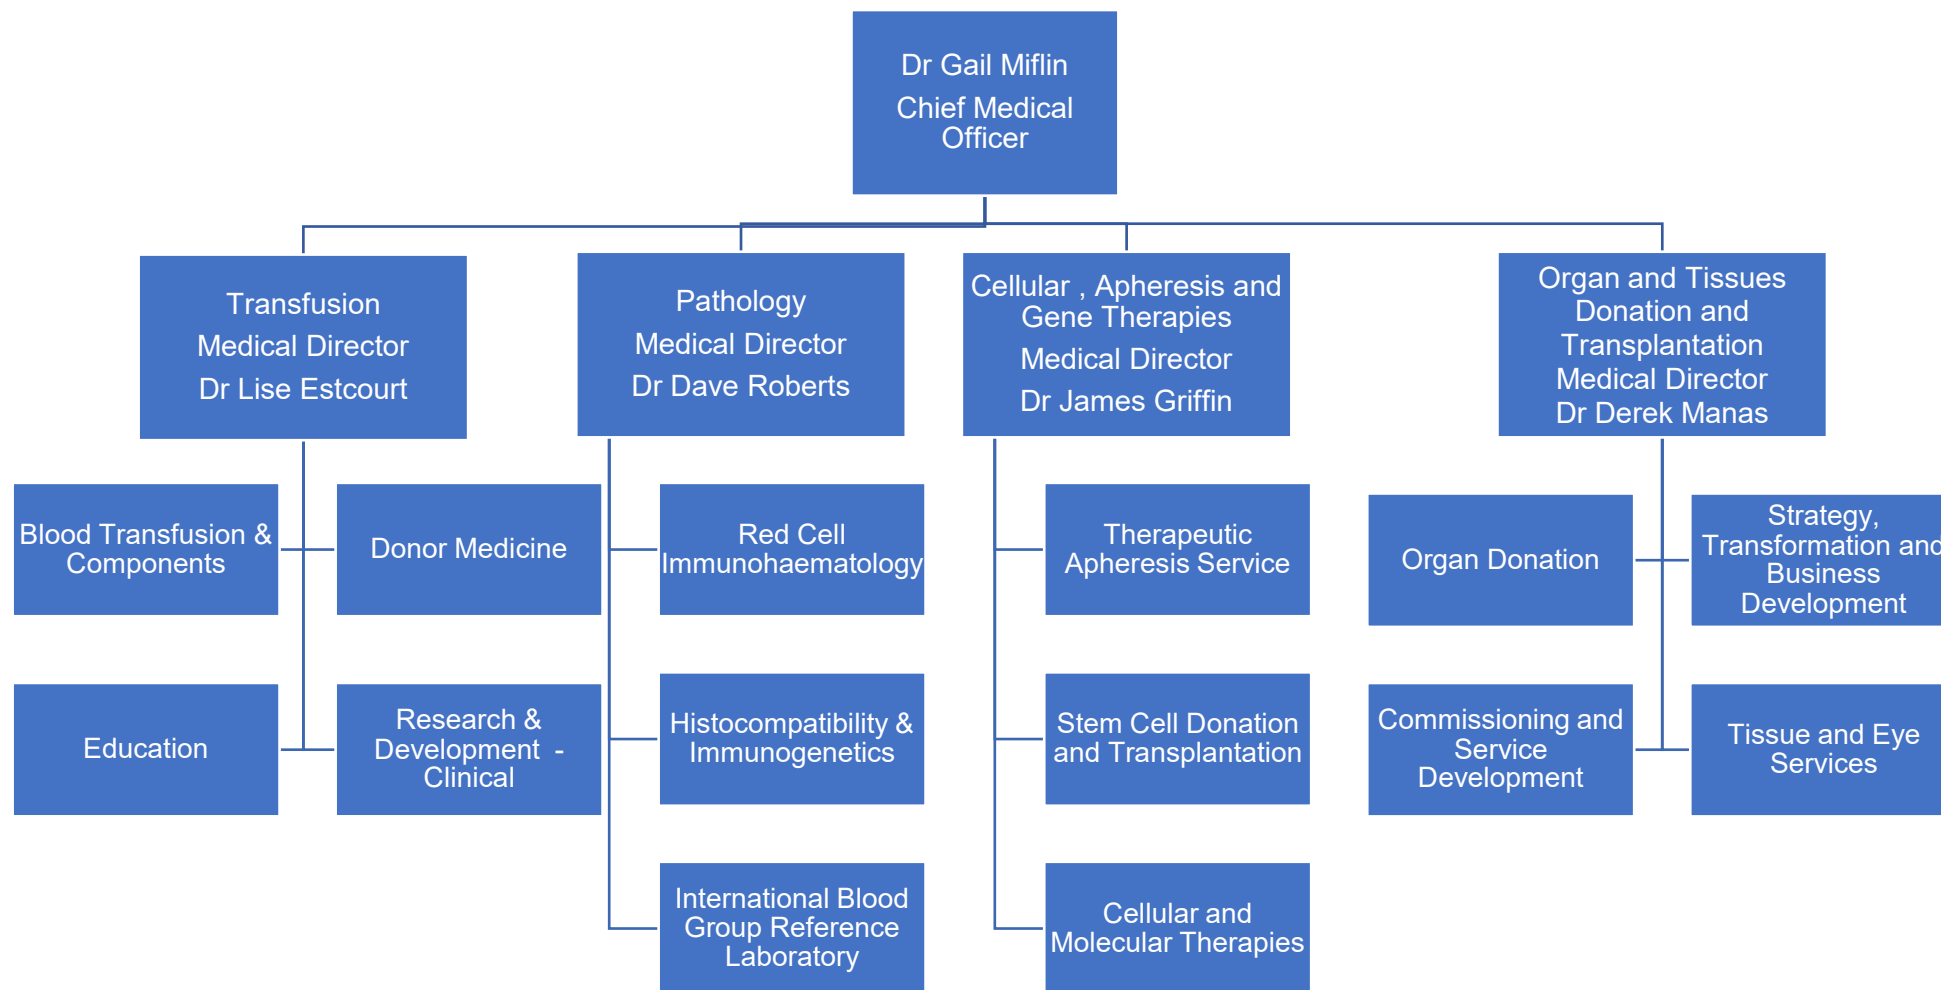 Dr Gail Miflin
Chief Medical
Officer
Transfusion
Medical Director
Dr Lise Estcourt
Pathology
Medical Director
Dr Dave Roberts
Cellular , Apheresis and
Gene Therapies
Medical Director
Dr James Griffin
Organ and Tissues
Donation and
Transplantation
Medical Director
Dr Derek Manas
Blood Transfusion &
Components
Donor Medicine
Education
Research &
Development -
Clinical
Red Cell
Immunohaematology
Histocompatibility &
Immunogenetics
International Blood
Group Reference
Laboratory
Therapeutic
Apheresis Service
Stem Cell Donation
and Transplantation
Cellular and
Molecular Therapies
Organ Donation
Strategy,
Transformation and
Business
Development
Commissioning and
Service
Development
Tissue and Eye
Services